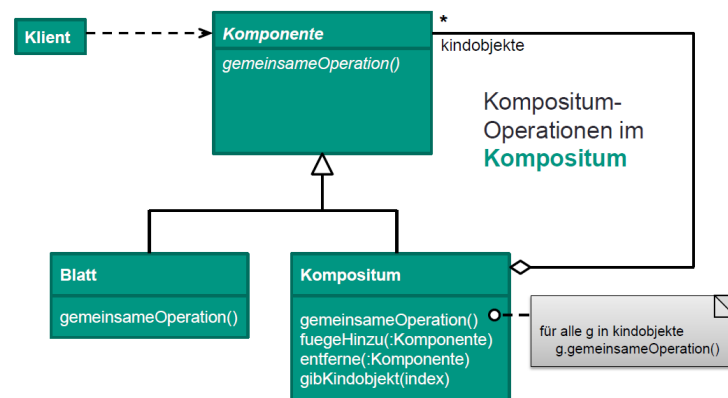 Klient
Komponente
gemeinsameOperation()
*
kindobjekte
Kompositum-
Operationen im
Kompositum
Blatt
gemeinsameOperation()
Kompositum
gemeinsameOperation()
fuegeHinzu(:Komponente)
entferne(:Komponente)
gibKindobjekt(index)
für alle g in kindobjekte
g.gemeinsameOperation()